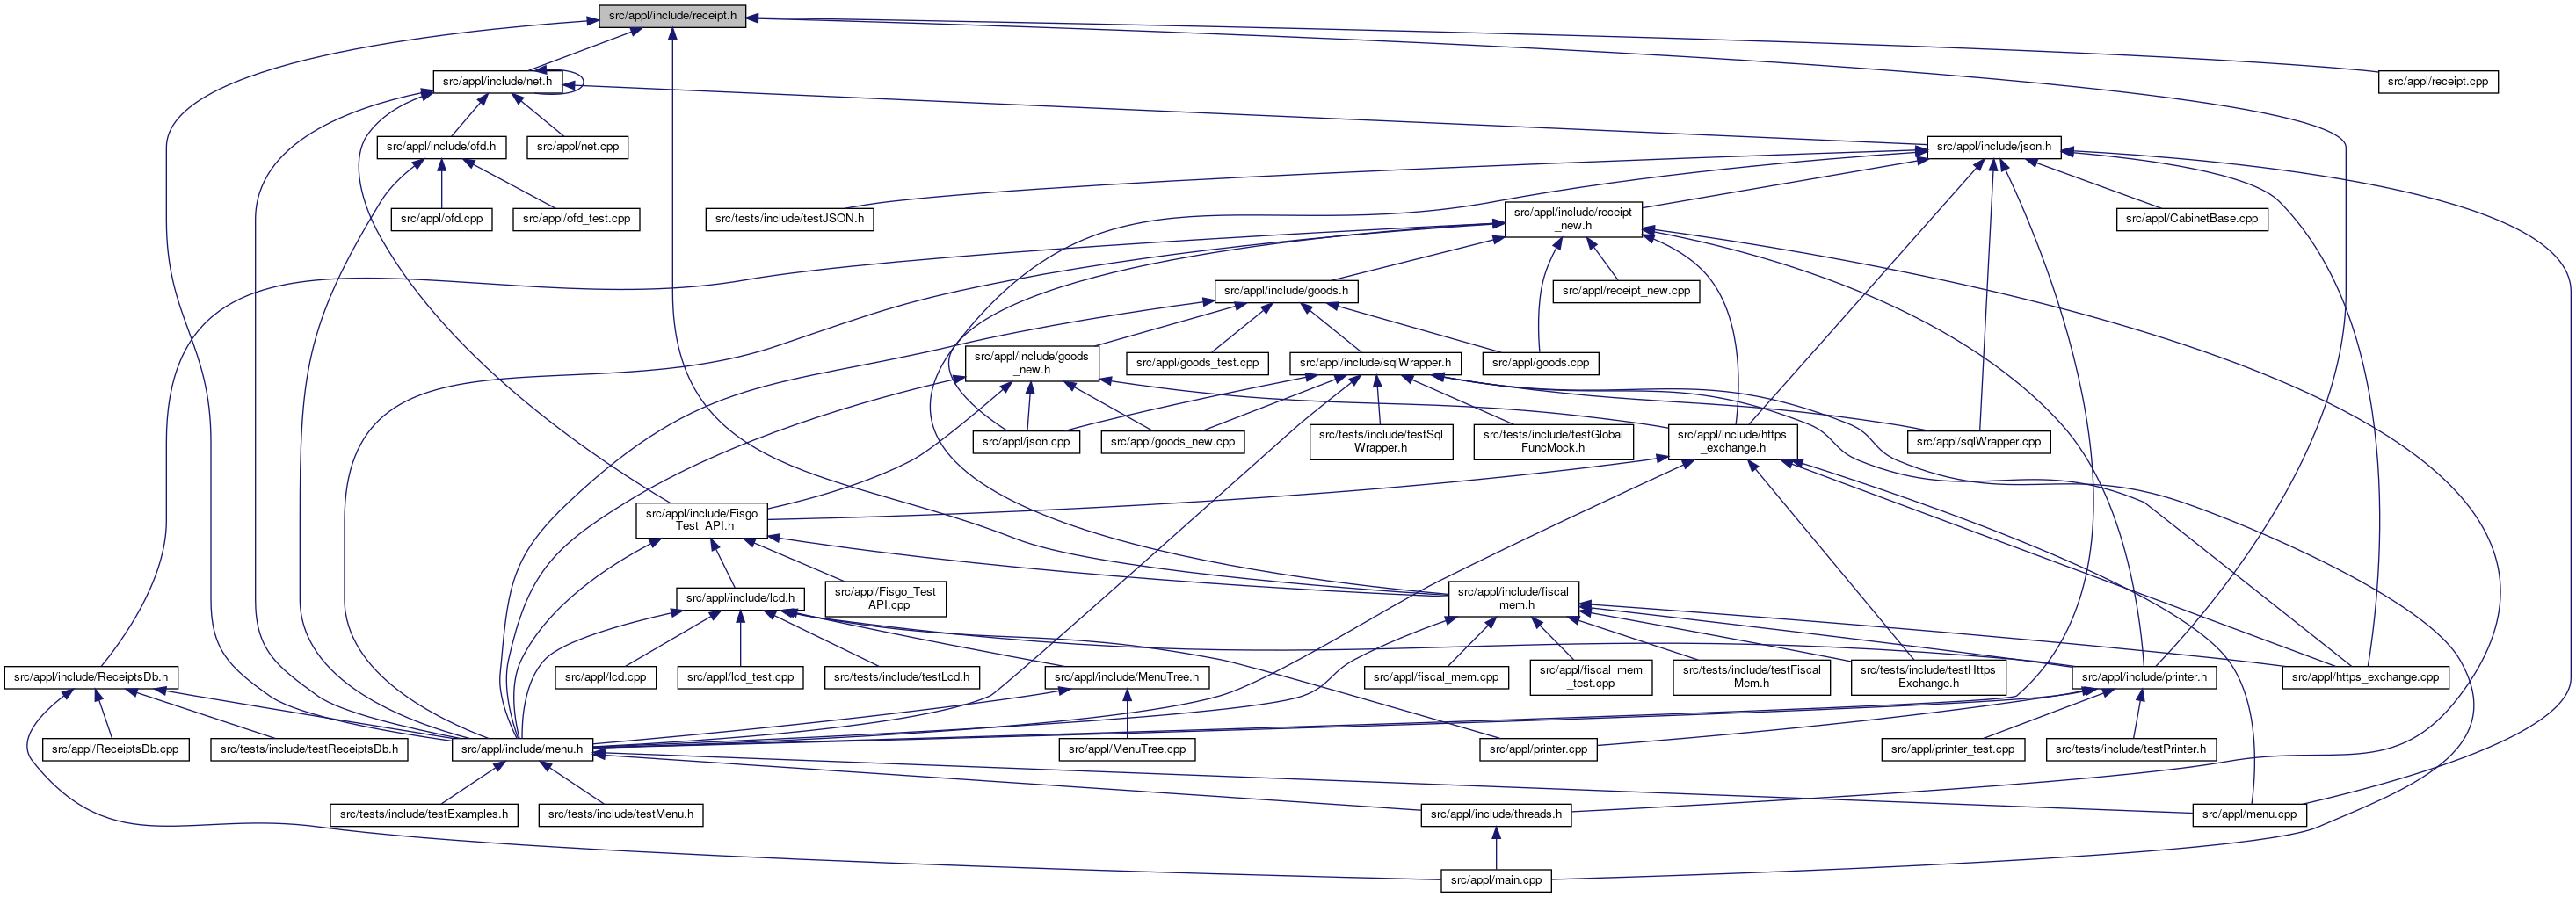 src/appl/include/receipt.h
src/appl/include/net.h
src/appl/receipt.cpp
src/appl/include/ofd.h
src/appl/net.cpp
src/appl/include/json.h
src/appl/ofd.cpp
src/appl/ofd_test.cpp
src/tests/include/testJSON.h
src/appl/include/receipt
_new.h
src/appl/CabinetBase.cpp
src/appl/include/goods.h
src/appl/receipt_new.cpp
src/appl/include/goods
_new.h
src/appl/goods_test.cpp
src/appl/include/sqlWrapper.h
src/appl/goods.cpp
src/appl/json.cpp
src/appl/goods_new.cpp
src/tests/include/testSql
Wrapper.h
src/tests/include/testGlobal
FuncMock.h
src/appl/include/https
_exchange.h
src/appl/sqlWrapper.cpp
src/appl/include/Fisgo
_Test_API.h
src/appl/include/lcd.h
src/appl/Fisgo_Test
_API.cpp
src/appl/include/fiscal
_mem.h
src/appl/include/ReceiptsDb.h
src/appl/lcd.cpp
src/appl/lcd_test.cpp
src/tests/include/testLcd.h
src/appl/include/MenuTree.h
src/appl/fiscal_mem.cpp
src/appl/fiscal_mem
_test.cpp
src/tests/include/testFiscal
Mem.h
src/tests/include/testHttps
Exchange.h
src/appl/include/printer.h
src/appl/https_exchange.cpp
src/appl/ReceiptsDb.cpp
src/tests/include/testReceiptsDb.h
src/appl/include/menu.h
src/appl/MenuTree.cpp
src/appl/printer.cpp
src/appl/printer_test.cpp
src/tests/include/testPrinter.h
src/tests/include/testExamples.h
src/tests/include/testMenu.h
src/appl/include/threads.h
src/appl/menu.cpp
src/appl/main.cpp